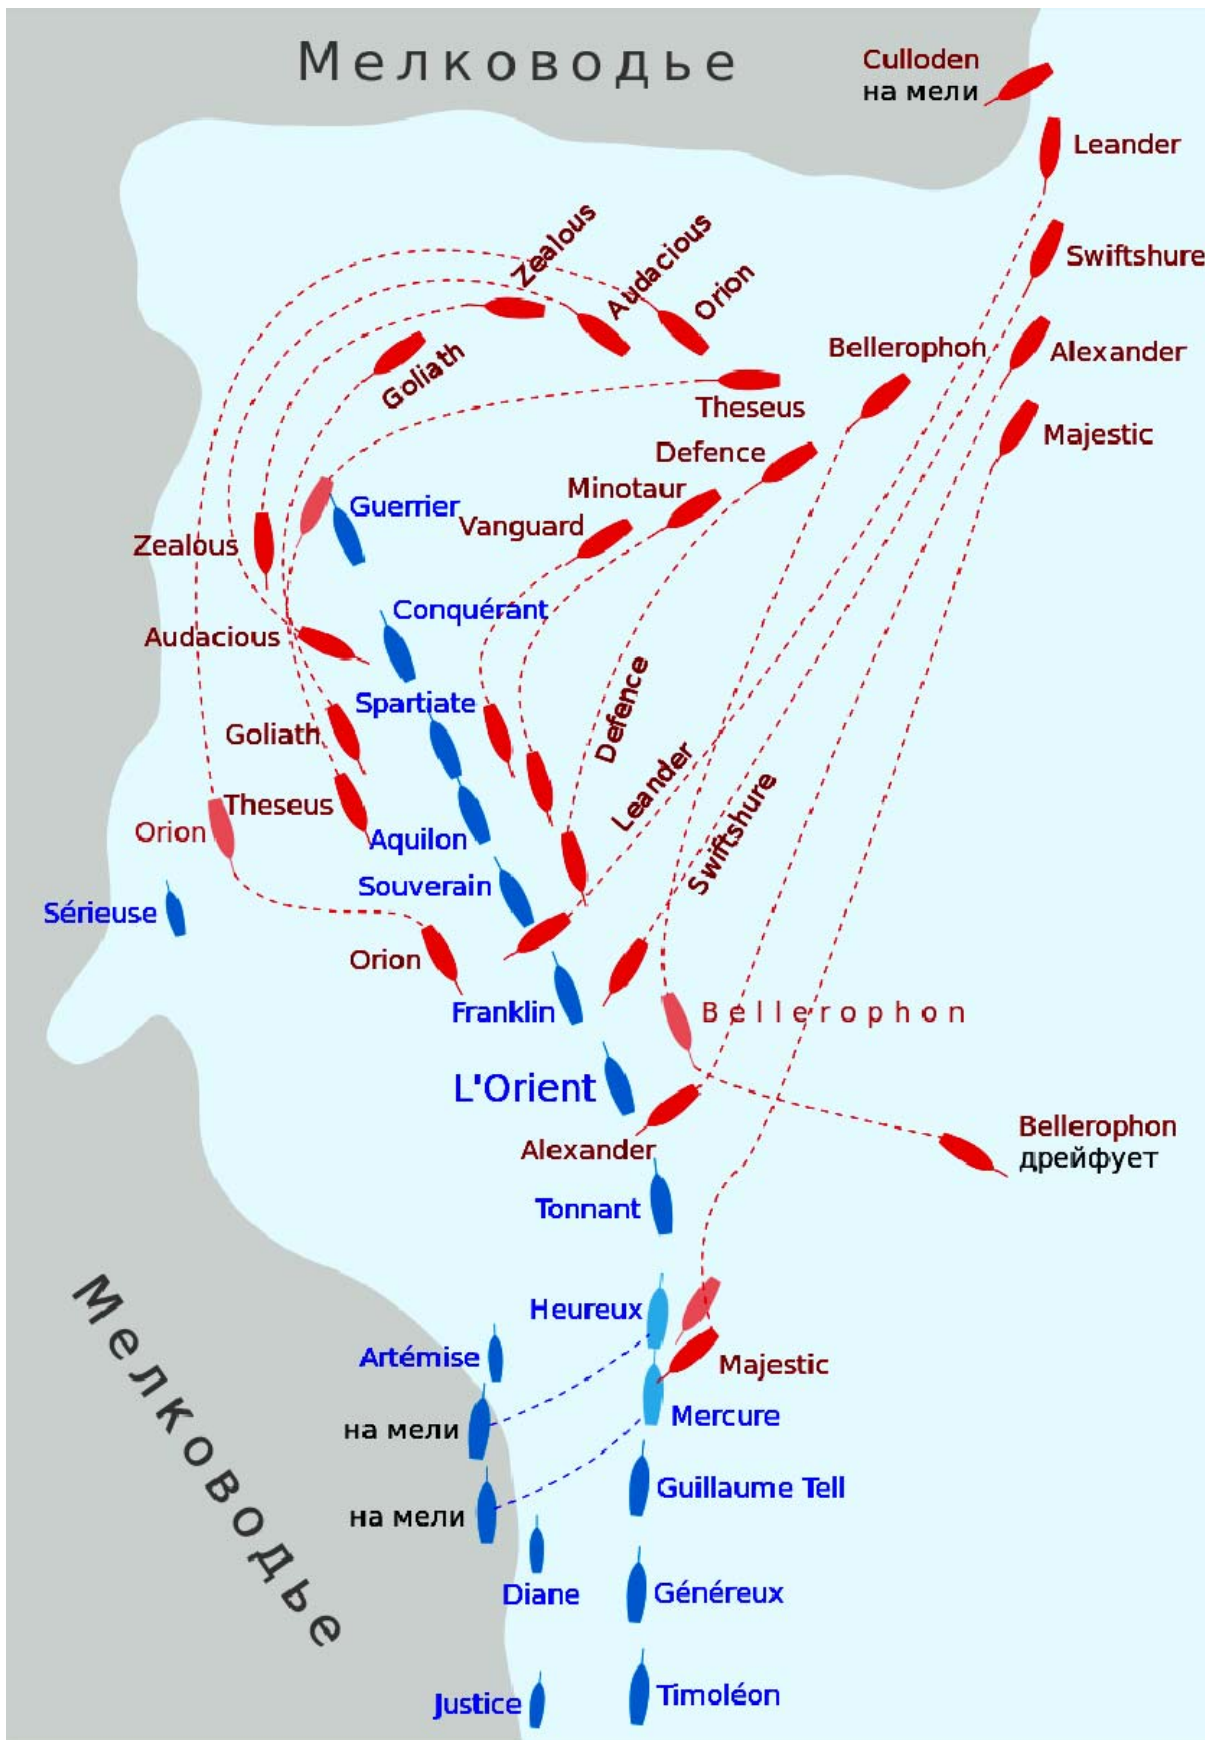 Мелководье
Culloden
на мели
Leander
Swiftshure
Zealous
Audacious
Orion
Goliath
Bellerophon
Alexander
Theseus
Majestic
Defence
Minotaur
Vanguard
Guerrier
Zealous
Conquérant
Audacious
Spartiate
Defence
Goliath
Leander
Theseus
Swiftshure
Orion
Aquilon
Souverain
Sérieuse
Orion
Franklin
Bellerophon
L'Orient
Alexander
Bellerophon
дрейфует
Tonnant
Heureux
Artémise
Majestic
Mercure
на мели
Мелководье
Guillaume Tell
на мели
Diane
Généreux
Justice
Timoléon